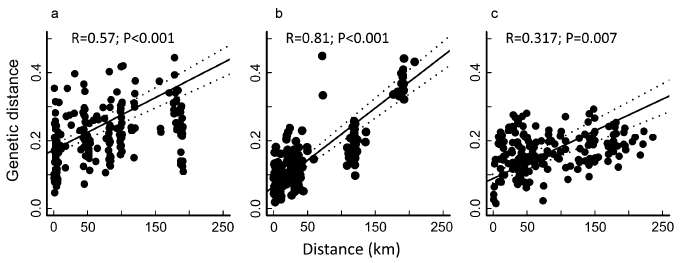 a
R=0.57; P<0.001
b
R=0.81; P<0.001
c
R=0.317; P=0.007
Genetic distance
0.4
0.2
0.0
0.4
0.2
0.0
0.4
0.2
0.0
0 50 150 250
0 50 150 250
0 50 150 250
Distance (km)